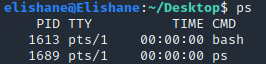 elishane@Elishane:~/Desktop$ ps
    PID TTY          TIME CMD
   1613 pts/1    00:00:00 bash
   1689 pts/1    00:00:00 ps